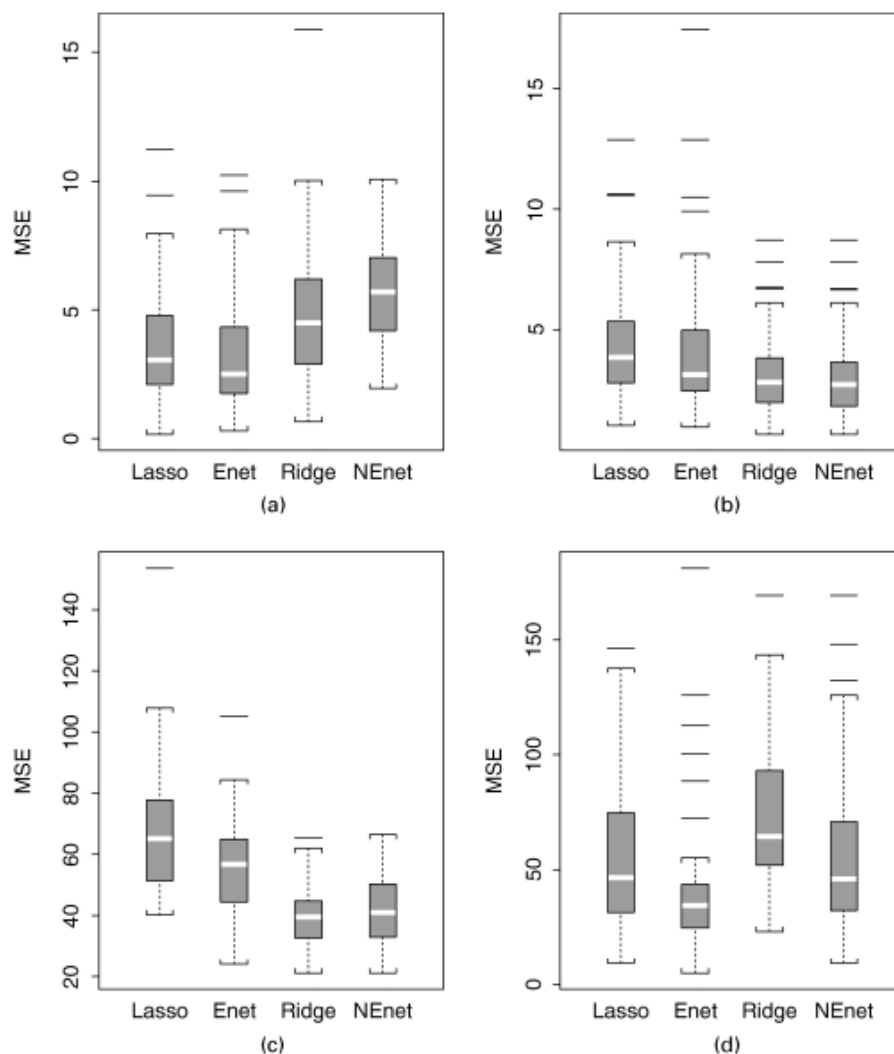 MSE
15
10
5
0
Lasso Enet Ridge NEnet
(a)
MSE
15
10
5
Lasso Enet Ridge NEnet
(b)
MSE
140
120
100
80
60
40
20
Lasso Enet Ridge NEnet
(c)
MSE
150
100
50
0
Lasso Enet Ridge NEnet
(d)